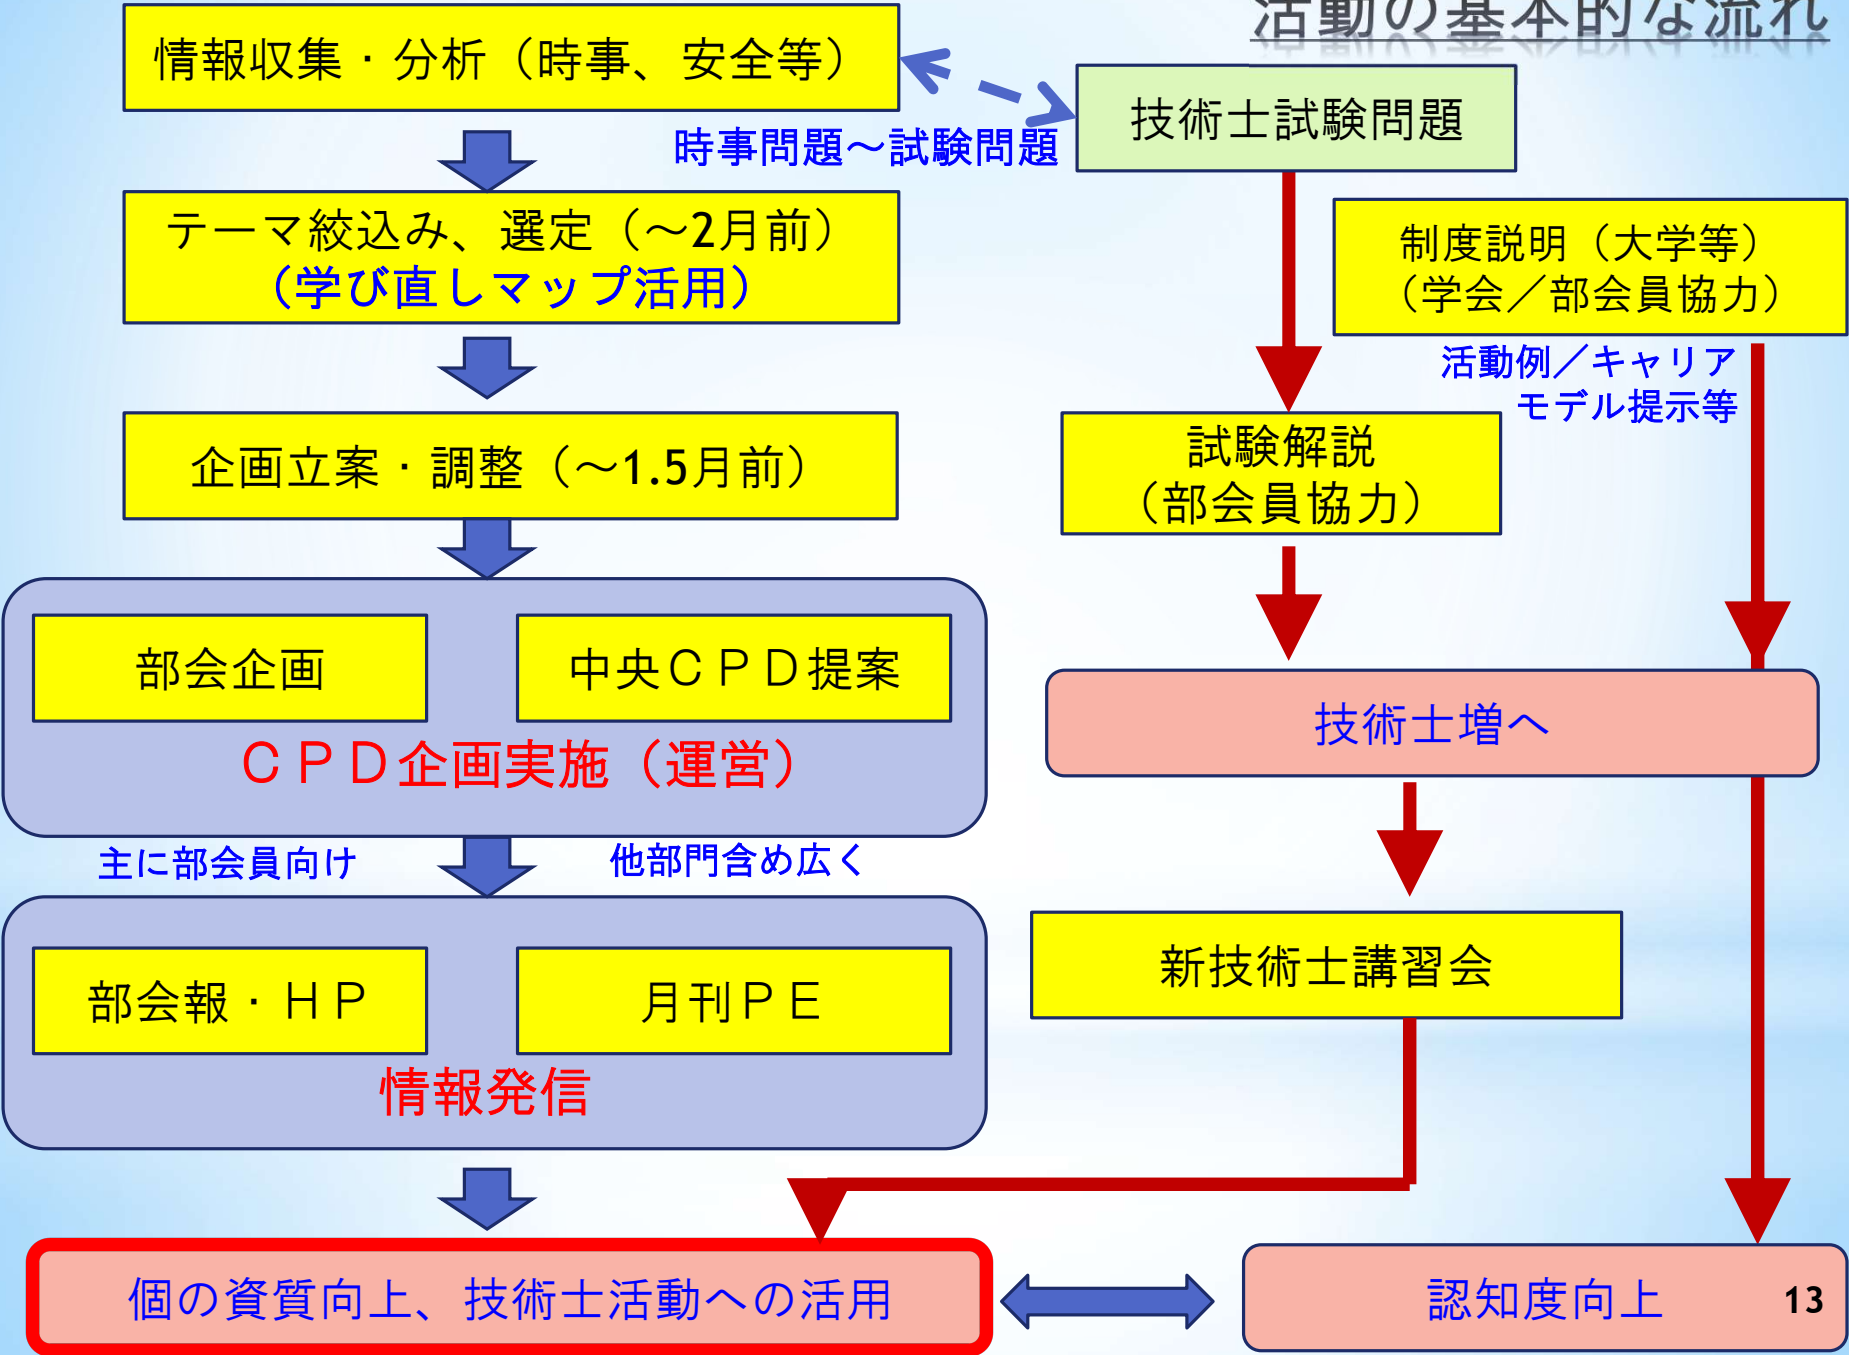 活動の基本的な流れ
情報収集・分析（時事、安全等）
技術士試験問題
時事問題～試験問題
テーマ絞込み、選定（～2月前）
（学び直しマップ活用）
制度説明（大学等）
（学会／部会員協力）
活動例／キャリア
モデル提示等
企画立案・調整（～1.5月前）
試験解説
（部会員協力）
部会企画
中央ＣＰＤ提案
ＣＰＤ企画実施（運営）
技術士増へ
主に部会員向け
他部門含め広く
新技術士講習会
部会報・ＨＰ
月刊ＰＥ
情報発信
個の資質向上、技術士活動への活用
認知度向上
13